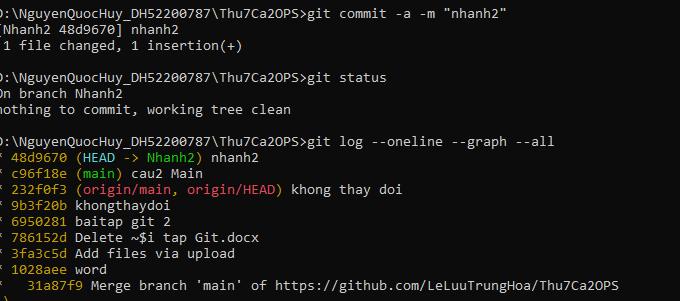 D:\NguyenQuocHuy_DH52200787\Thu7Ca2OPS>git commit -a -m "nhanh2"
[Nhanh2 48d9670] nhanh2
1 file changed, 1 insertion(+)
D:\NguyenQuocHuy_DH52200787\Thu7Ca2OPS>git status
On branch Nhanh2
nothing to commit, working tree clean
D:\NguyenQuocHuy_DH52200787\Thu7Ca2OPS>git log --oneline --graph --all
* 48d9670 (HEAD -> Nhanh2) nhanh2
* c96f18e (main) cau2 Main
* 232f0f3 (origin/main, origin/HEAD) khong thay doi
* 9b3f20b khongthaydoi
* 6950281 baitap git 2
* 786152d Delete ~$i tap Git.docx
* 3fa3c5d Add files via upload
* 1028aee word
*   31a87f9 Merge branch 'main' of https://github.com/LeLuuTrungHoa/Thu7Ca2OPS